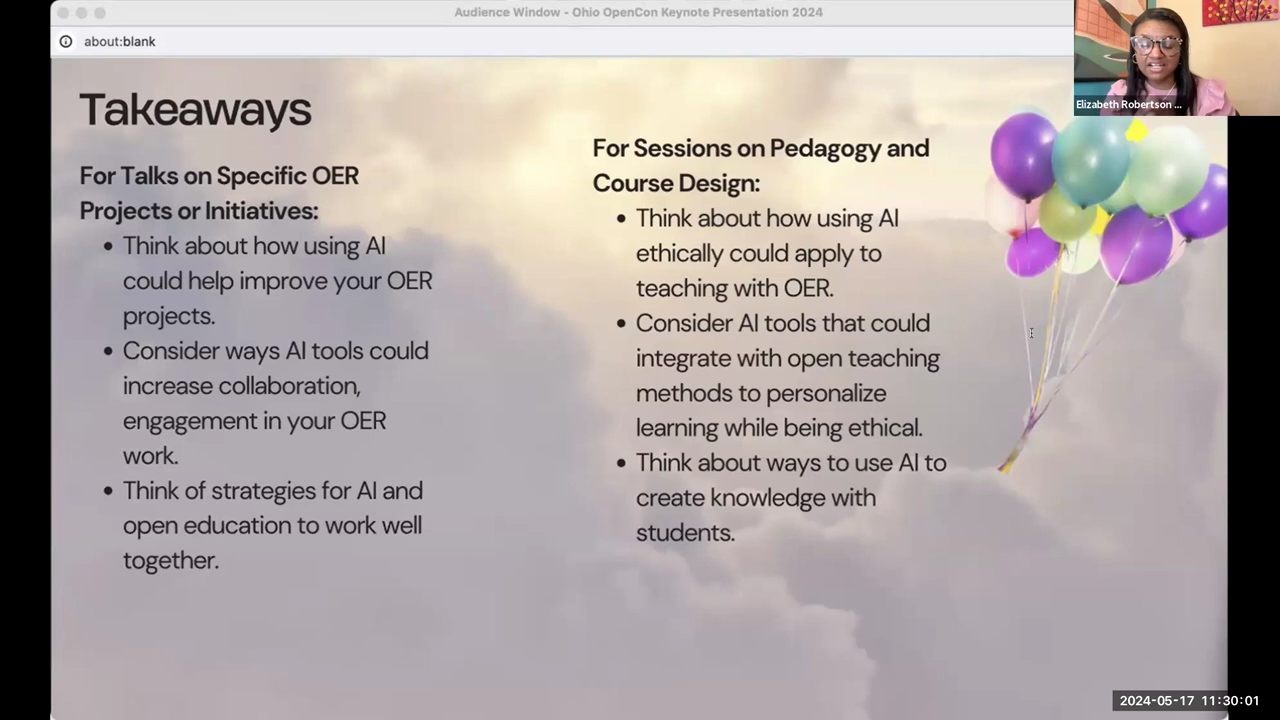 Audience Window - Ohio OpenCon Keynote Presentation 2024
about:blank
Elizabeth Robertson ...
Takeaways
For Talks on Specific OER
Projects or Initiatives:
• Think about how using AI
could help improve your OER
projects.
• Consider ways AI tools could
increase collaboration,
engagement in your OER
work.
• Think of strategies for AI and
open education to work well
together.
For Sessions on Pedagogy and
Course Design:
• Think about how using AI
ethically could apply to
teaching with OER.
• Consider AI tools that could
integrate with open teaching
methods to personalize
learning while being ethical.
• Think about ways to use AI to
create knowledge with
students.
2024-05-17 11:30:01